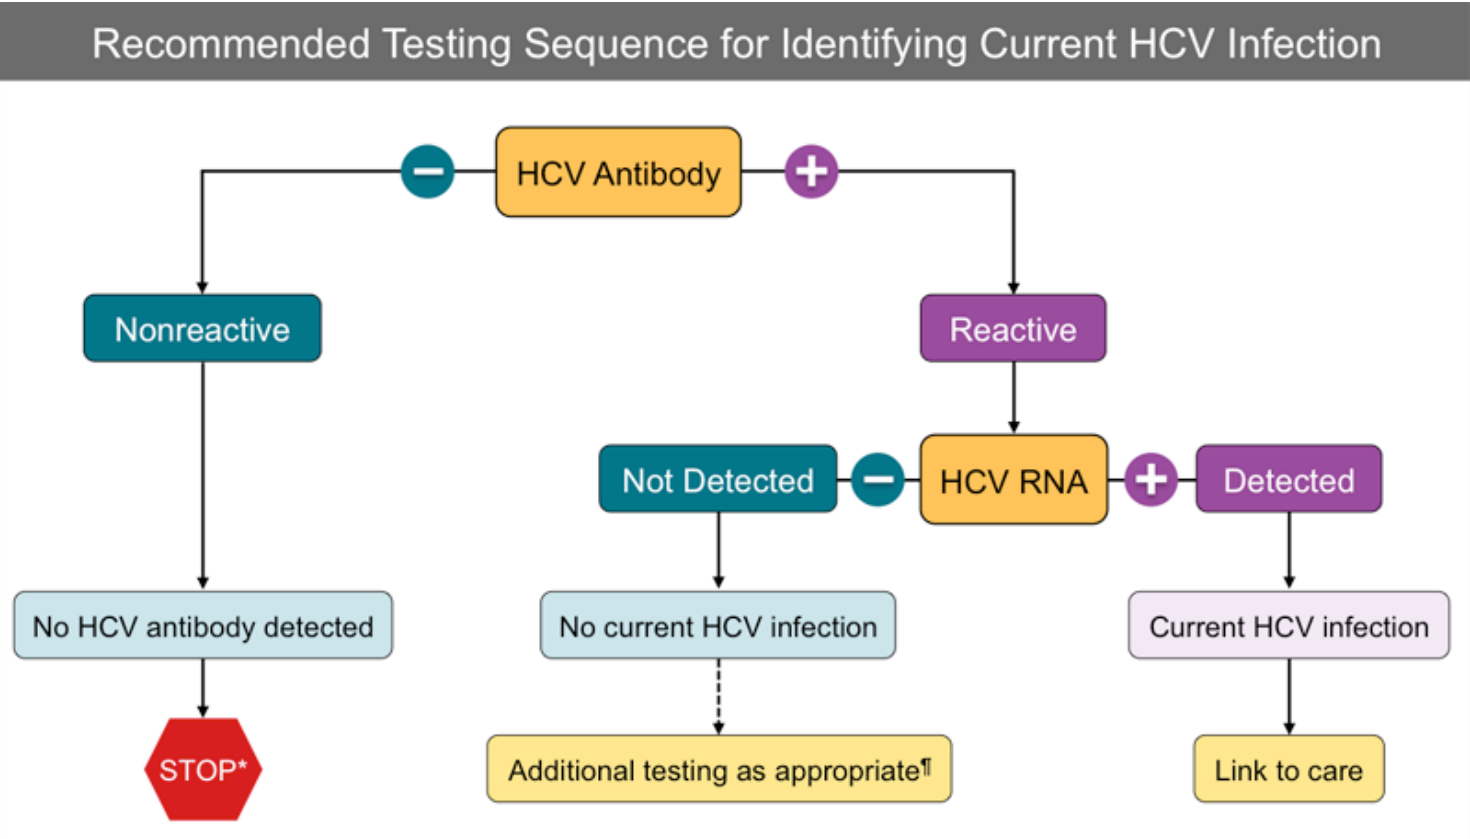 Recommended Testing Sequence for Identifying Current HCV Infection
HCV Antibody
Nonreactive
Reactive
Not Detected
HCV RNA
Detected
No HCV antibody detected
No current HCV infection
Current HCV infection
STOP*
Additional testing as appropriate¶
Link to care